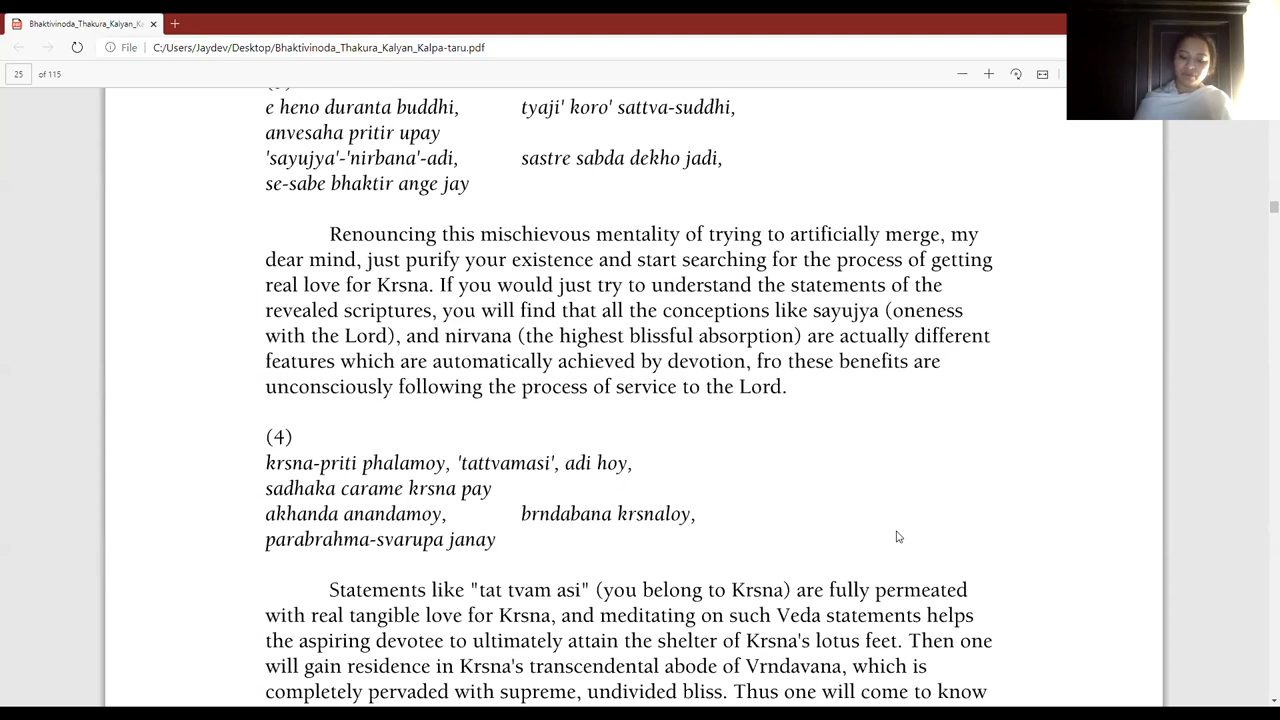 Bhaktivinoda_Thakura_Kalyan_K
File C:/Users/Jaydev/Desktop/Bhaktivinoda_Thakura_Kalyan_Kalpa-taru.pdf
25 of 115
e heno duranta buddhi, tyaji' koro' sattva-suddhi,
anvesaha pritir upay
'sayujya'-'nirbana'-adi, sastre sabda dekho jadi,
se-sabe bhaktir ange jay
Renouncing this mischievous mentality of trying to artificially merge, my
dear mind, just purify your existence and start searching for the process of getting
real love for Krsna. If you would just try to understand the statements of the
revealed scriptures, you will find that all the conceptions like sayujya (oneness
with the Lord), and nirvana (the highest blissful absorption) are actually different
features which are automatically achieved by devotion, fro these benefits are
unconsciously following the process of service to the Lord.
(4)
krsna-priti phalamoy, 'tattvamasi', adi hoy,
sadhaka carame krsna pay
akhanda anandamoy, brndabana krsnaloy,
parabrahma-svarupa janay
Statements like "tat tvam asi" (you belong to Krsna) are fully permeated
with real tangible love for Krsna, and meditating on such Veda statements helps
the aspiring devotee to ultimately attain the shelter of Krsna's lotus feet. Then one
will gain residence in Krsna's transcendental abode of Vrndavana, which is
completely pervaded with supreme, undivided bliss. Thus one will come to know